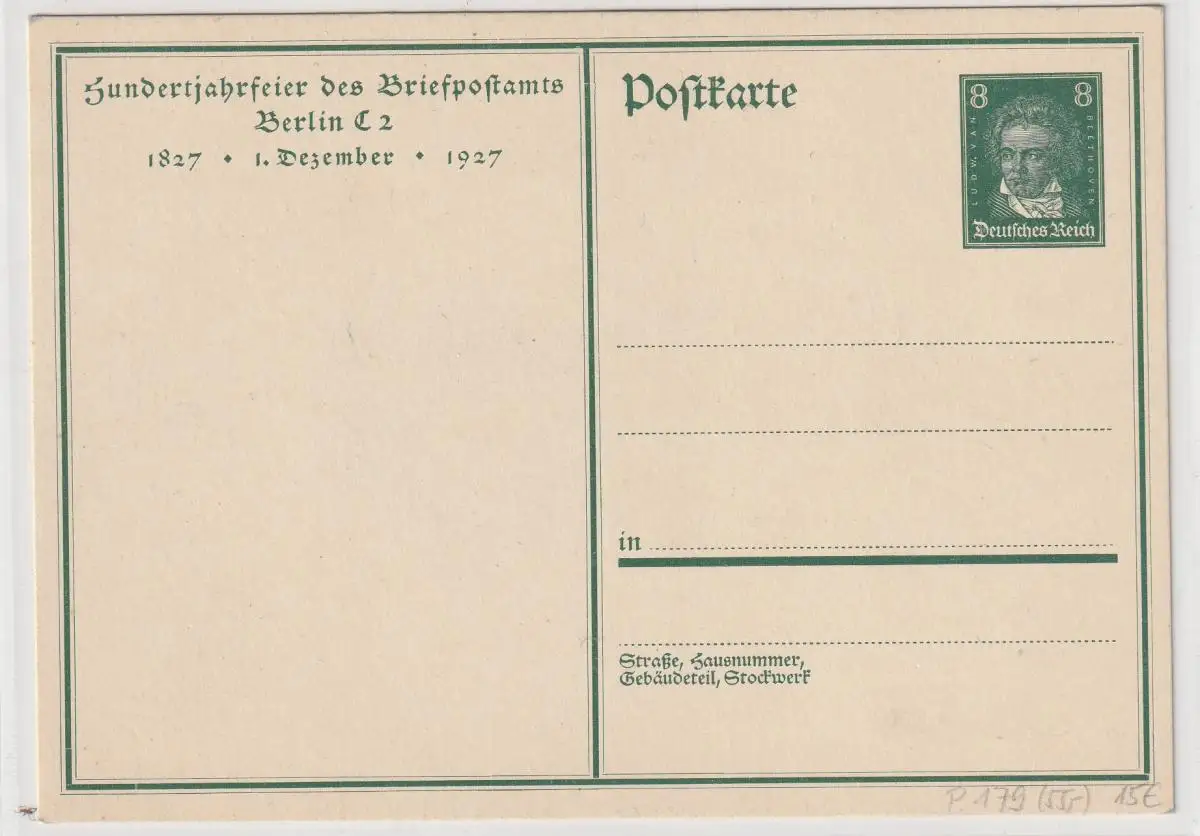 Hundertjahrfeier des Briefpostamts
Berlin C 2
1827 • 1. Dezember • 1927
Postkarte
8 8
LUDW. VAN
BEETHOVEN
Deutsches Reich
in
Straße, Hausnummer,
Gebäudeteil, Stockwerk
P. 179 (55,-) 15€